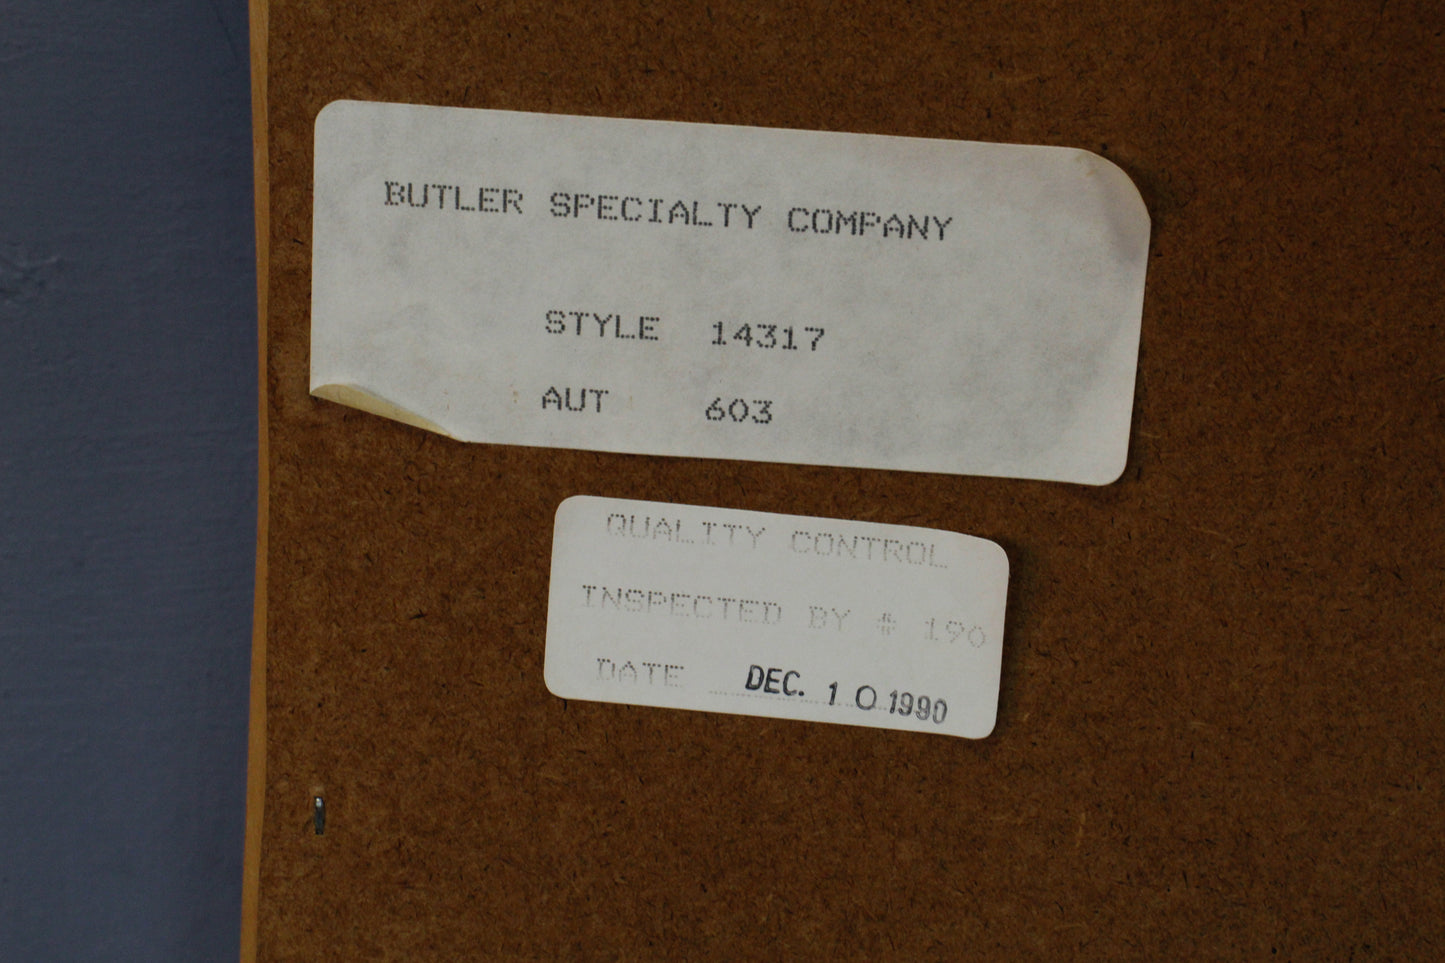 BUTLER SPECIALTY COMPANY
STYLE 14317
AUT 603
QUALITY CONTROL
INSPECTED BY # 190
DATE DEC. 10 1990